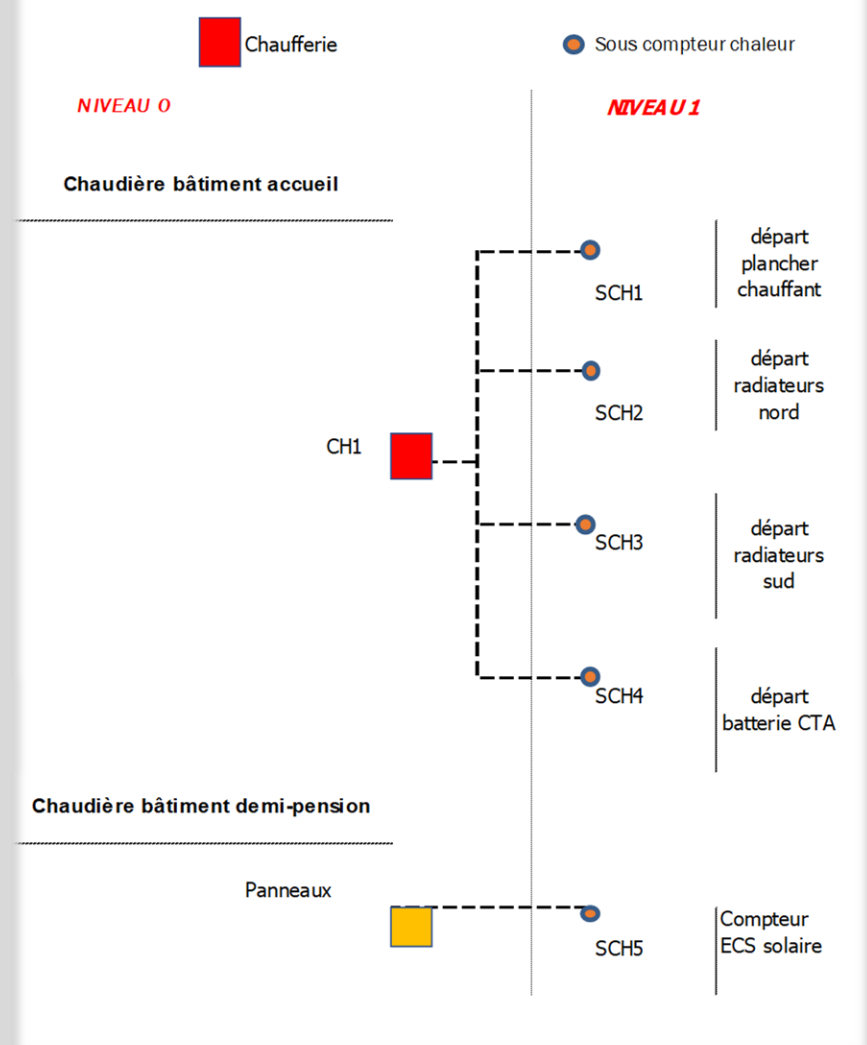 Chaufferie
Sous compteur chaleur
NIVEAU 0
NIVEAU 1
Chaudière bâtiment accueil
départ
plancher
chauffant
SCH1
départ
radiateurs
nord
SCH2
CH1
départ
radiateurs
sud
SCH3
départ
batterie CTA
SCH4
Chaudière bâtiment demi-pension
Panneaux
Compteur
ECS solaire
SCH5